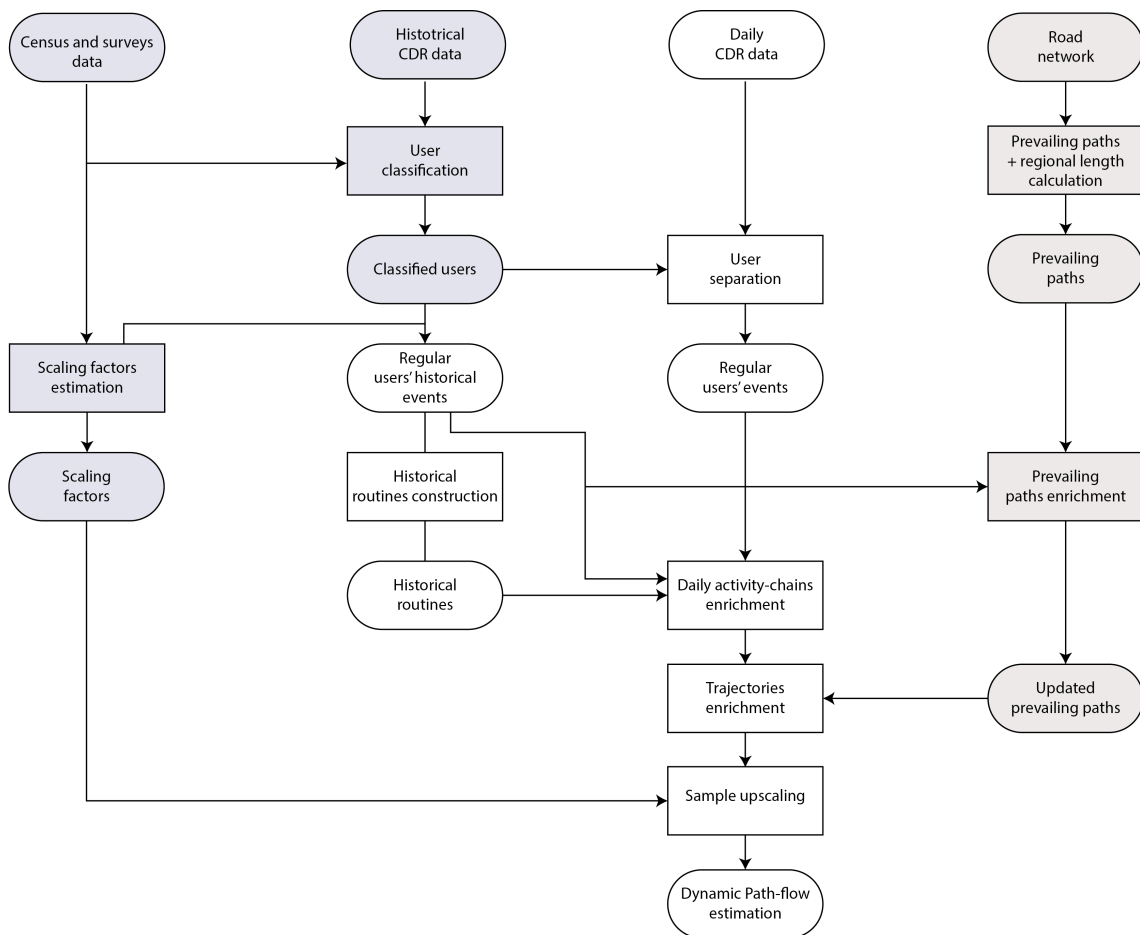 Census and surveys
data
Histotrical
CDR data
Daily
CDR data
Road
network
User
classification
Prevailing paths
+ regional length
calculation
Classified users
User
separation
Prevailing
paths
Scaling factors
estimation
Regular
users' historical
events
Regular
users' events
Scaling
factors
Historical
routines construction
Prevailing
paths enrichment
Historical
routines
Daily activity-chains
enrichment
Trajectories
enrichment
Updated
prevailing paths
Sample upscaling
Dynamic Path-flow
estimation